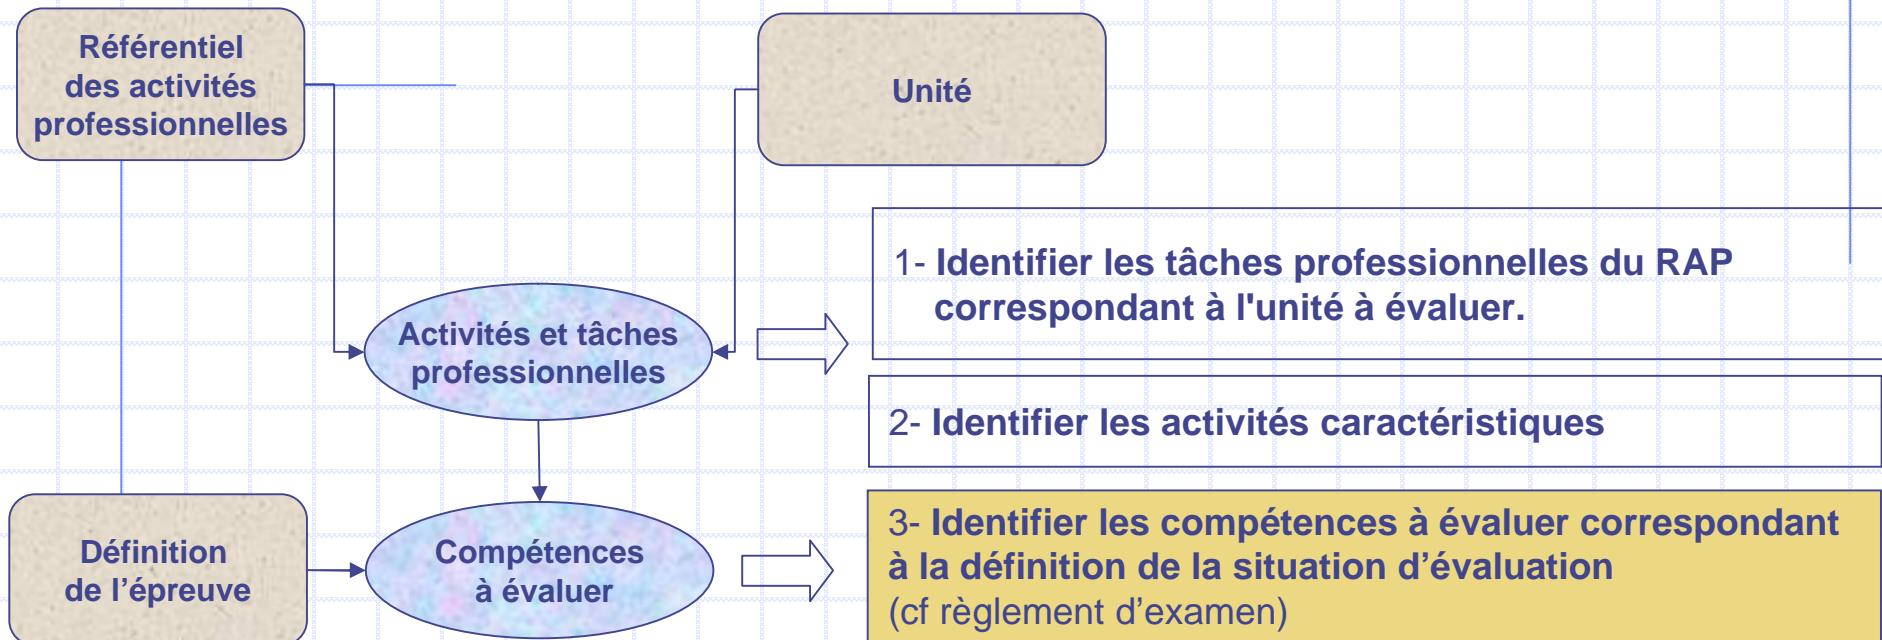 Référentiel
des activités
professionnelles
Unité
1- Identifier les tâches professionnelles du RAP
correspondant à l'unité à évaluer.
Activités et tâches
professionnelles
2- Identifier les activités caractéristiques
Définition
de l’épreuve
Compétences
à évaluer
3- Identifier les compétences à évaluer correspondant
à la définition de la situation d’évaluation
(cf règlement d’examen)